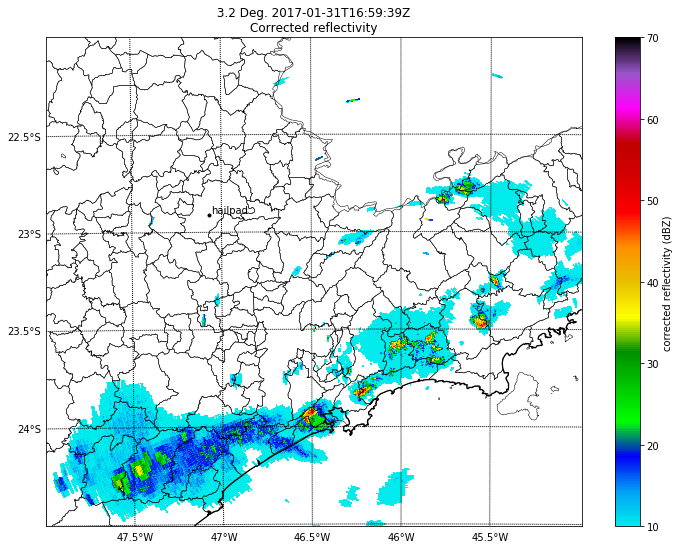 3.2 Deg. 2017-01-31T16:59:39Z
Corrected reflectivity
22.5°S
23°S
23.5°S
24°S
hailpad
47.5°W
47°W
46.5°W
46°W
45.5°W
70
60
50
40
30
20
10
corrected reflectivity (dBZ)